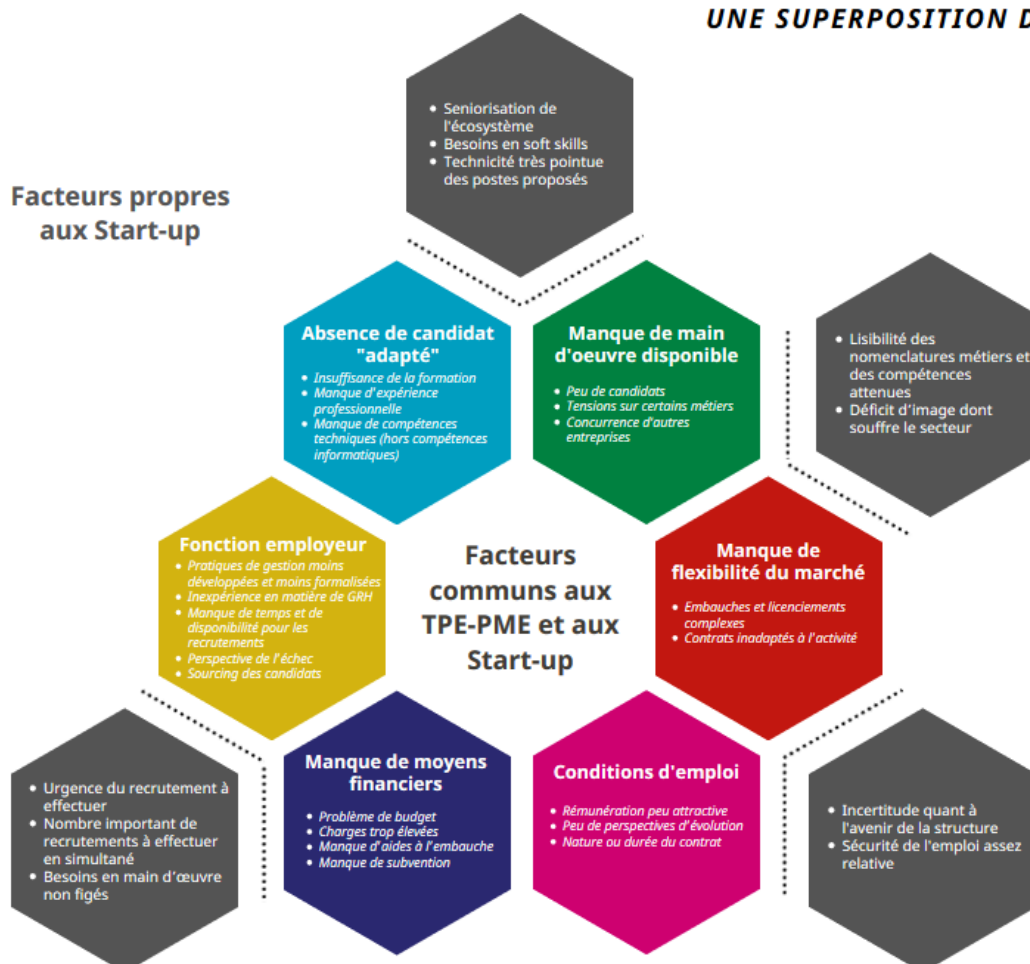 UNE SUPERPOSITION D
• Seniorisation de
l'écosystème
• Besoins en soft skills
• Technicité très pointue
des postes proposés
Facteurs propres
aux Start-up
Absence de candidat
"adapté"
• Insuffisance de la formation
• Manque d'expérience
professionnelle
• Manque de compétences
techniques (hors compétences
informatiques)
Manque de main
d'oeuvre disponible
• Peu de candidats
• Tensions sur certains métiers
• Concurrence d'autres
entreprises
• Lisibilité des
nomenclatures métiers et
des compétences
attenues
• Déficit d'image dont
souffre le secteur
Fonction employeur
• Pratiques de gestion moins
développées et moins formalisées
• Inexpérience en matière de GRH
• Manque de temps et de
disponibilité pour les
recrutements
• Perspective de l'échec
• Sourcing des candidats
Facteurs
communs aux
TPE-PME et aux
Start-up
Manque de
flexibilité du marché
• Embauches et licenciements
complexes
• Contrats inadaptés à l'activité
• Urgence du recrutement à
effectuer
• Nombre important de
recrutements à effectuer
en simultané
• Besoins en main d'œuvre
non figés
Manque de moyens
financiers
• Problème de budget
• Charges trop élevées
• Manque d'aides à l'embauche
• Manque de subvention
Conditions d'emploi
• Rémunération peu attractive
• Peu de perspectives d'évolution
• Nature ou durée du contrat
• Incertitude quant à
l'avenir de la structure
• Sécurité de l'emploi assez
relative